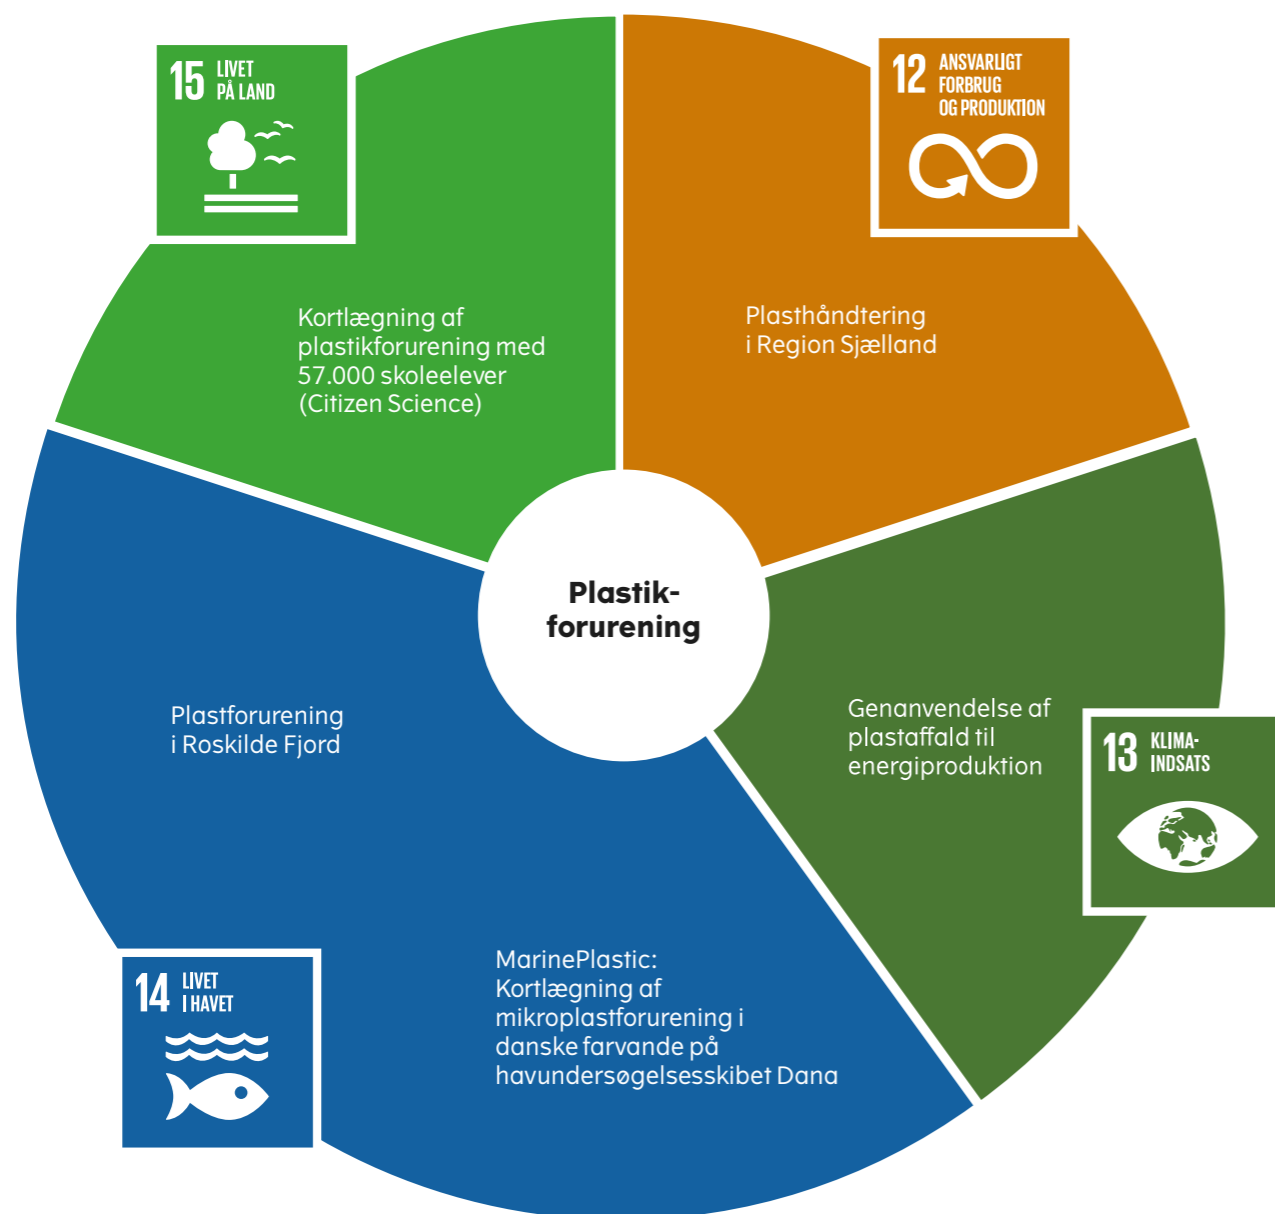 15 LIVET
PÅ LAND
12 ANSVARLIGT
FORBRUG
OG PRODUKTION
Kortlægning af
plastikforurening med
57.000 skoleelever
(Citizen Science)
Plasthåndtering
i Region Sjælland
Plastik-
forurening
Plastforurening
i Roskilde Fjord
Genanvendelse af
plastaffald til
energiproduktion
13 KLIMA-
INDSATS
14 LIVET
I HAVET
MarinePlastic:
Kortlægning af
mikroplastforurening i
danske farvande på
havundersøgelsesskibet Dana